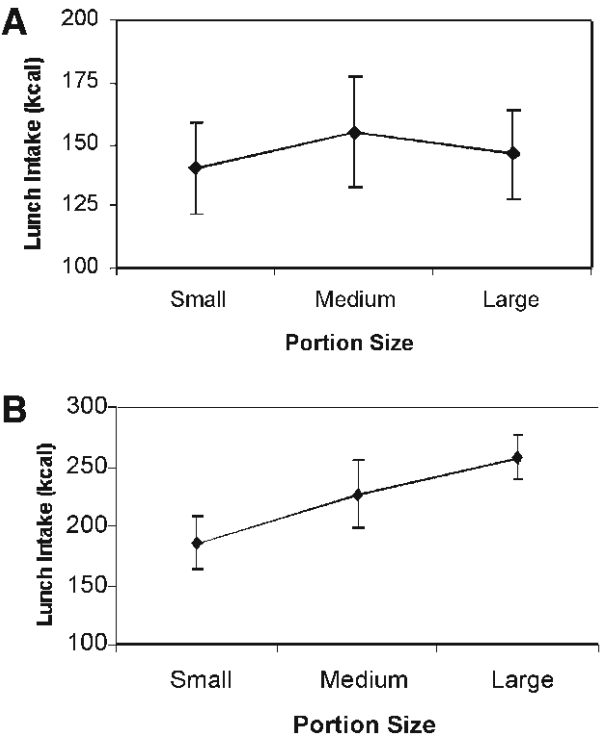 A
200
175
150
125
100
Lunch Intake (kcal)
Small Medium Large
Portion Size
B
300
250
200
150
100
Lunch Intake (kcal)
Small Medium Large
Portion Size